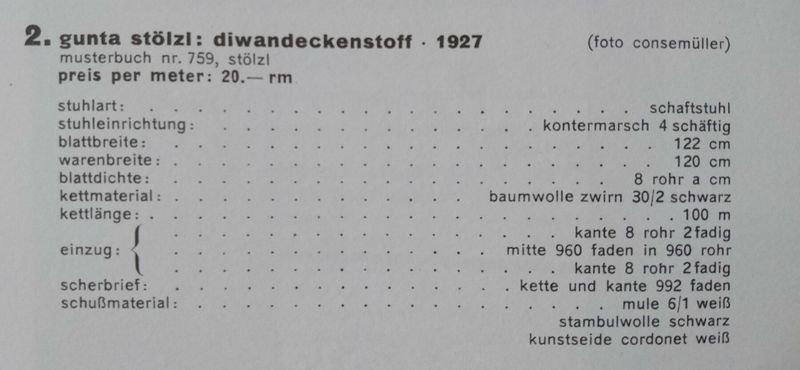 2. gunta stölzl: diwandeckenstoff · 1927 (foto consemüller)
musterbuch nr. 759, stölzl
preis per meter: 20.— rm
stuhlart: . . . . . . . . . . . . . . . . . . . schaftstuhl
stuhleinrichtung: . . . . . . . . . . . . . kontermarsch 4 schäftig
blattbreite: . . . . . . . . . . . . . . . . . . . 122 cm
warenbreite: . . . . . . . . . . . . . . . . . . . 120 cm
blattdichte: . . . . . . . . . . . . . . . . . . 8 rohr a cm
kettmaterial: . . . . . . . . . . . . . baumwolle zwirn 30/2 schwarz
kettlänge: . . . . . . . . . . . . . . . . . . . . 100 m
kante 8 rohr 2fadig
einzug: { . . . . . . . . . . . . . mitte 960 faden in 960 rohr
kante 8 rohr 2fadig
scherbrief: . . . . . . . . . . . . . . kette und kante 992 faden
schußmaterial: . . . . . . . . . . . . . . . . . mule 6/1 weiß
stambulwolle schwarz
kunstseide cordonet weiß